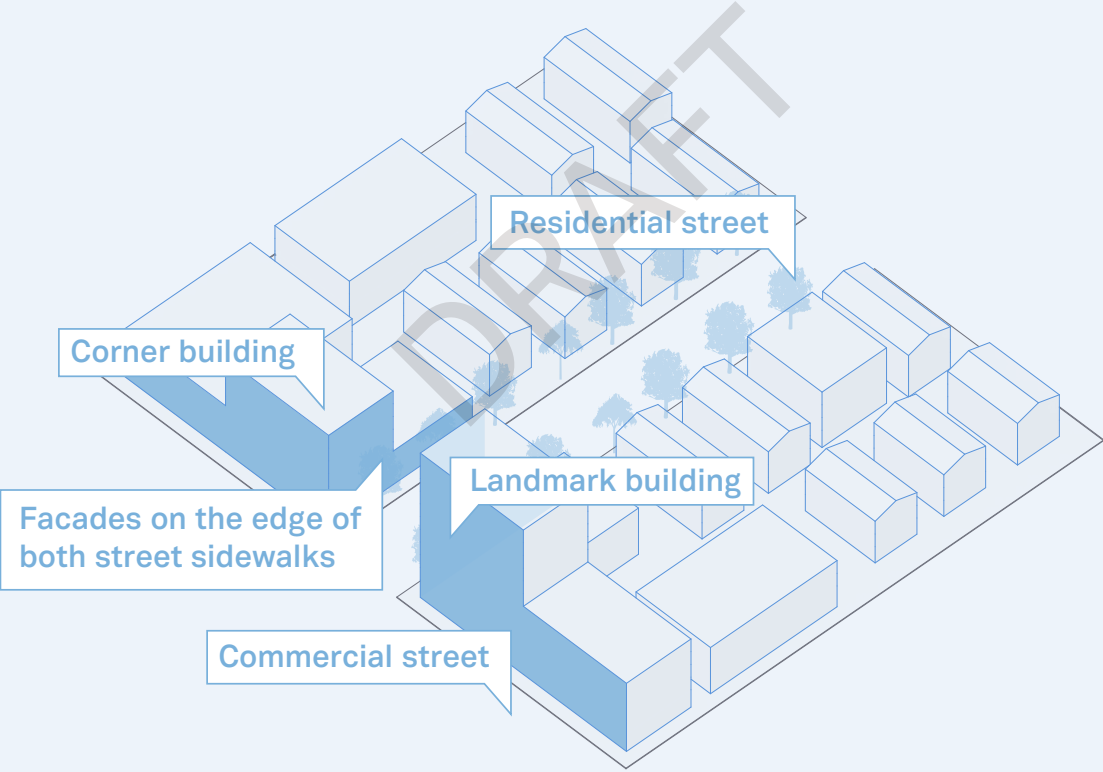 DRAFT
Residential street
Corner building
Landmark building
Facades on the edge of
both street sidewalks
Commercial street